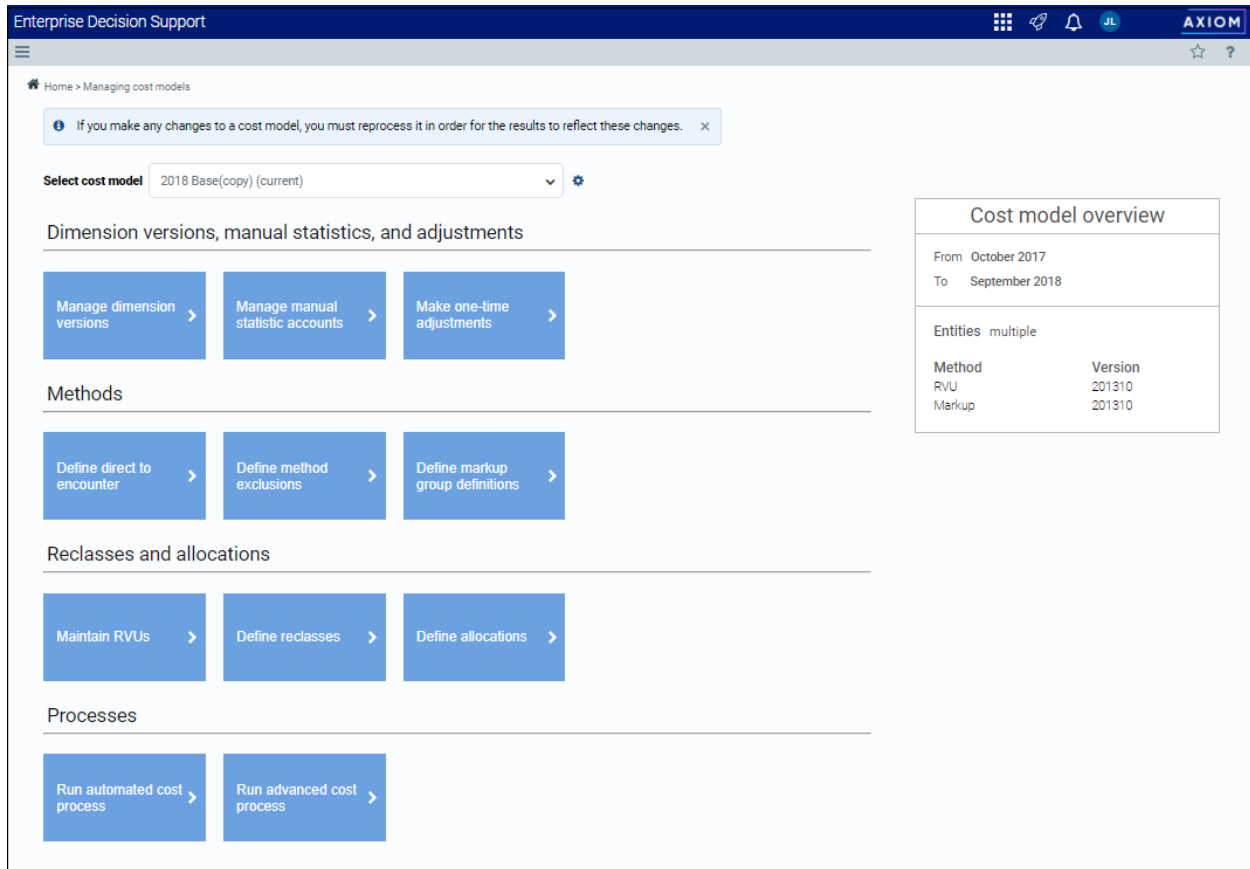 Enterprise Decision Support
JL
AXIOM
?
Home > Managing cost models
If you make any changes to a cost model, you must reprocess it in order for the results to reflect these changes. ×
Select cost model 2018 Base(copy) (current)
Dimension versions, manual statistics, and adjustments
Manage dimension
versions
Manage manual
statistic accounts
Make one-time
adjustments
Methods
Define direct to
encounter
Define method
exclusions
Define markup
group definitions
Reclasses and allocations
Maintain RVUs
Define reclasses
Define allocations
Processes
Run automated cost
process
Run advanced cost
process
Cost model overview
From October 2017
To September 2018
Entities multiple
Method Version
RVU 201310
Markup 201310